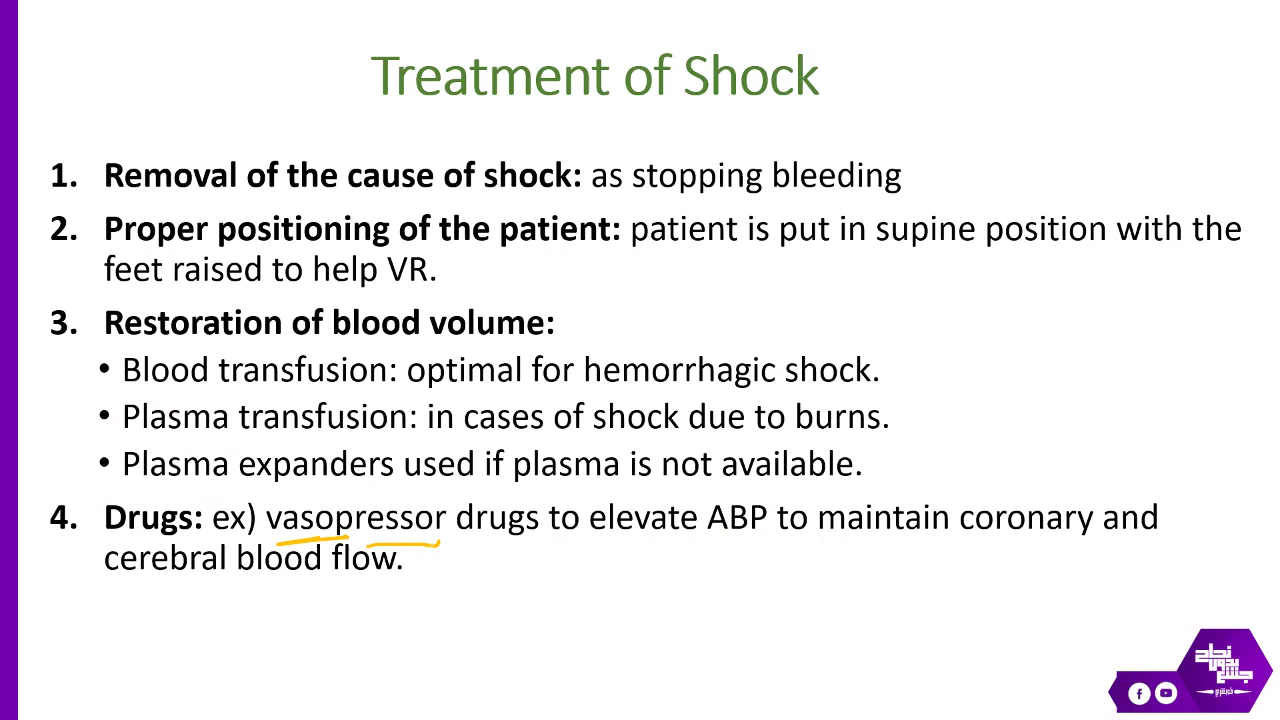 Treatment of Shock
1. Removal of the cause of shock: as stopping bleeding
2. Proper positioning of the patient: patient is put in supine position with the
feet raised to help VR.
3. Restoration of blood volume:
• Blood transfusion: optimal for hemorrhagic shock.
• Plasma transfusion: in cases of shock due to burns.
• Plasma expanders used if plasma is not available.
4. Drugs: ex) vasopressor drugs to elevate ABP to maintain coronary and
cerebral blood flow.
نجاح
بدون